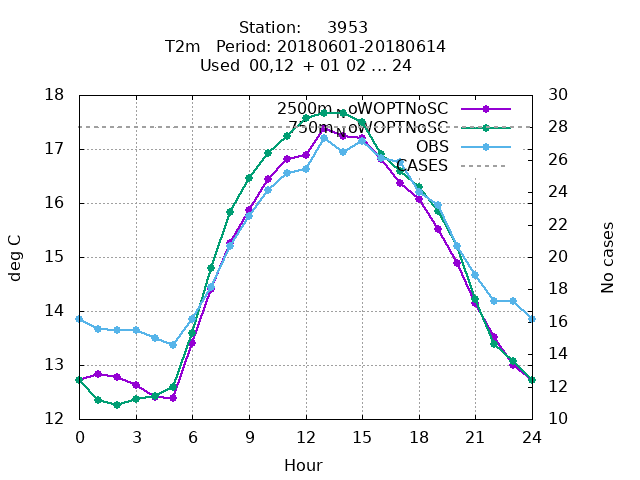 Station: 3953
T2m Period: 20180601-20180614
Used 00,12 + 01 02 ... 24
2500m_NoWOPTNoSC
750m_NoWOPTNoSC
OBS
CASES
18
17
16
15
14
13
12
deg C
30
28
26
24
22
20
18
16
14
12
10
No cases
0 3 6 9 12 15 18 21 24
Hour